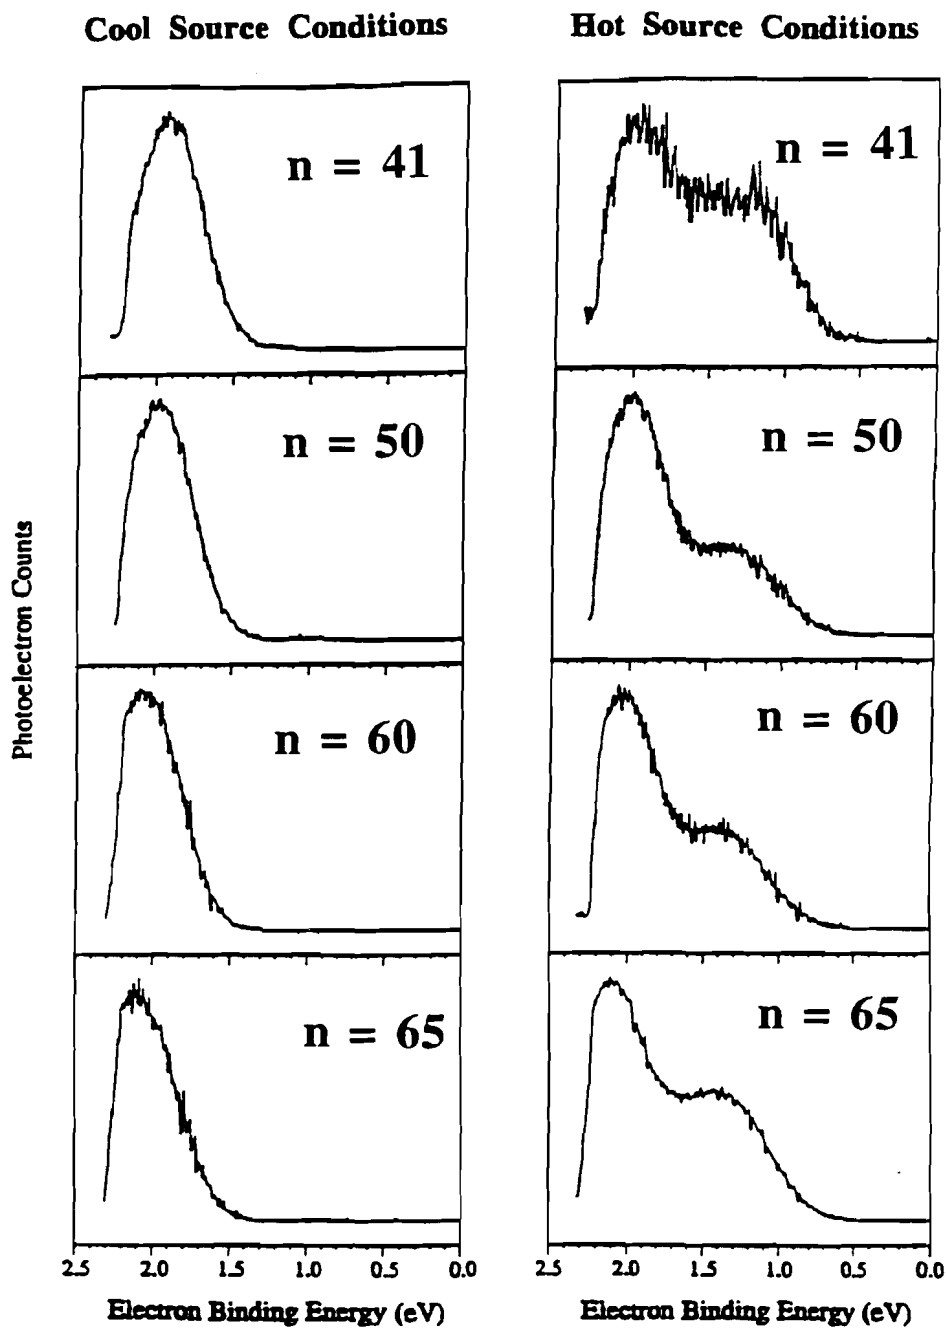 Cool Source Conditions
Hot Source Conditions
n = 41
n = 41
n = 50
n = 50
Photoelectron Counts
n = 60
n = 60
n = 65
n = 65
2.5 2.0 1.5 1.0 0.5 0.0
2.5 2.0 1.5 1.0 0.5 0.0
Electron Binding Energy (eV)
Electron Binding Energy (eV)